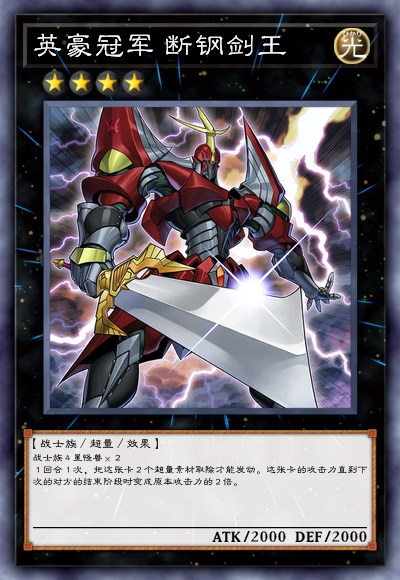 英豪冠军 断钢剑王
光
【战士族／超量／效果】
战士族４星怪兽×２
１回合１次，把这张卡２个超量素材取除才能发动。这张卡的攻击力直到下
次的对方的结束阶段时变成原本攻击力的２倍。
ATK/2000 DEF/2000